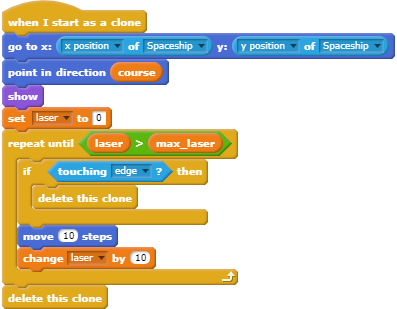 when I start as a clone
go to x: x position of Spaceship y: y position of Spaceship
point in direction course
show
set laser to 0
repeat until laser > max_laser
if touching edge ? then
delete this clone
move 10 steps
change laser by 10
delete this clone